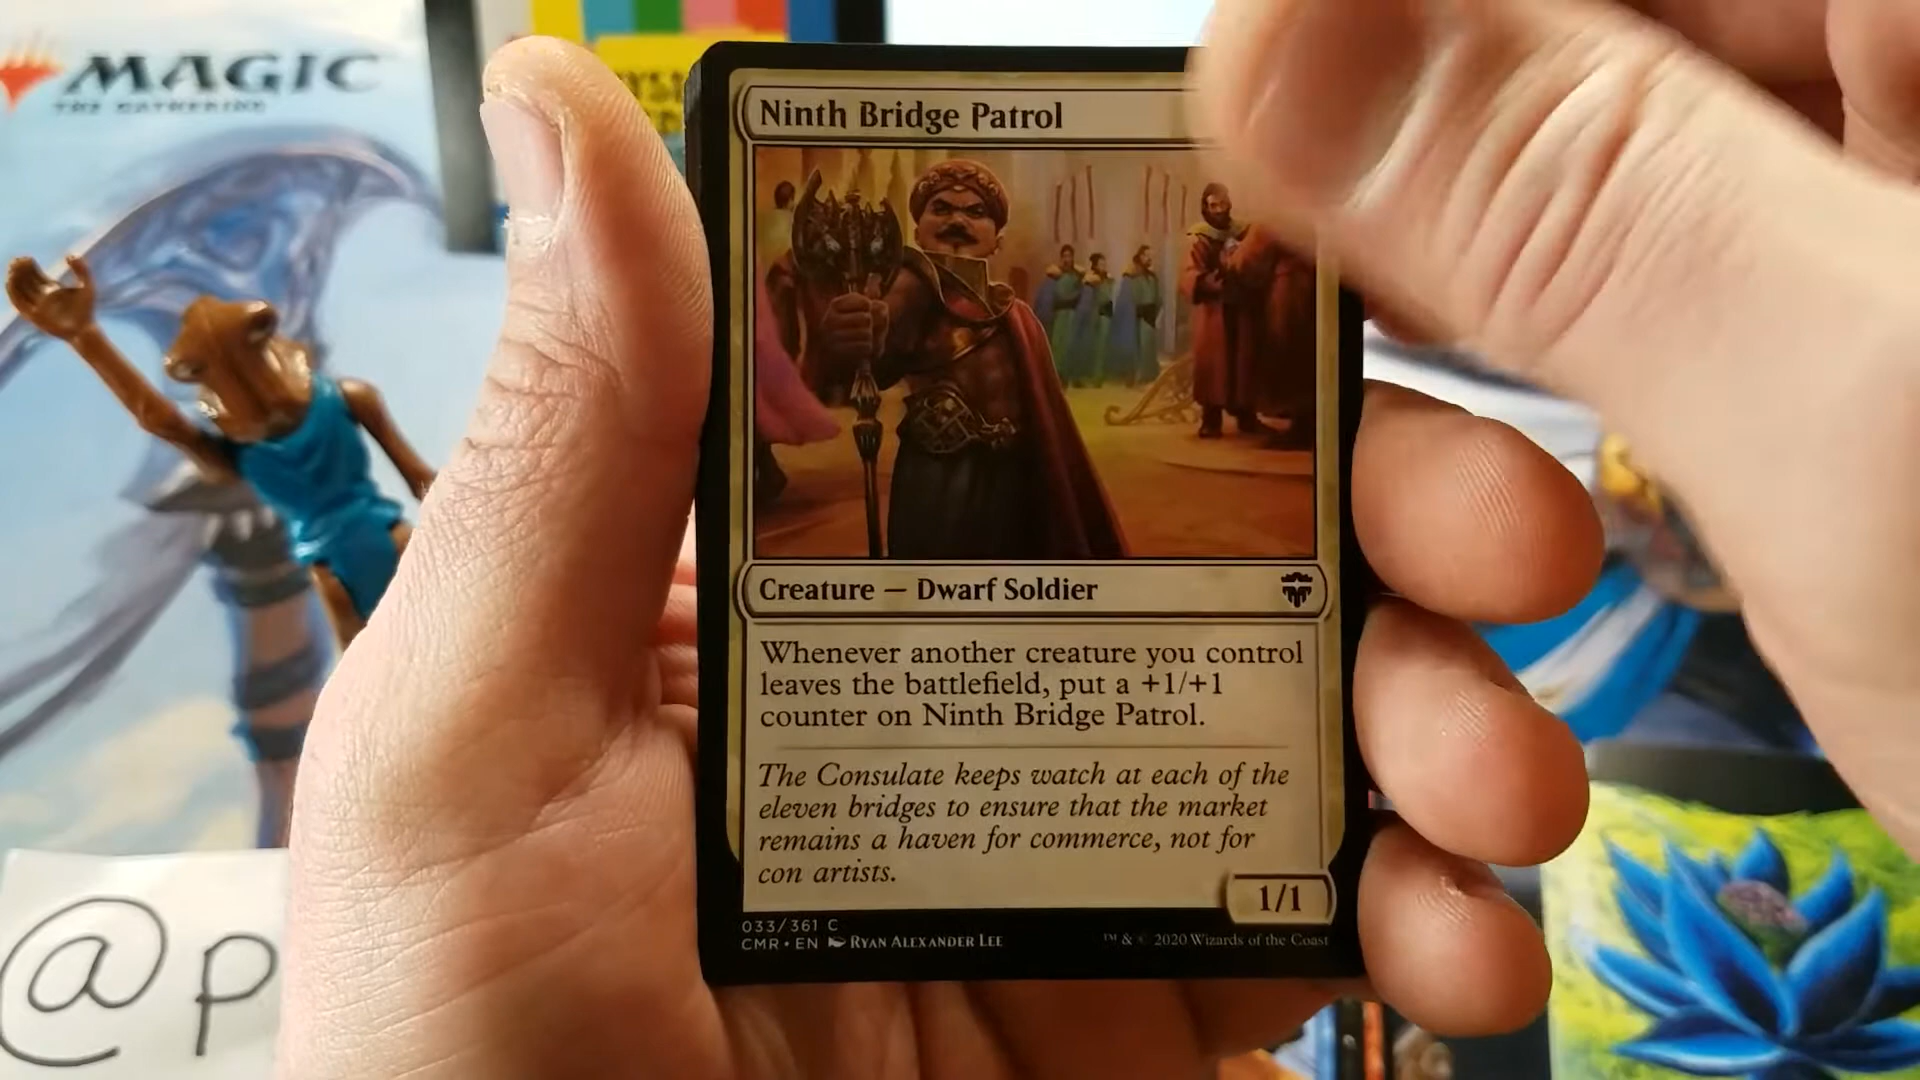 MAGIC
THE GATHERING
Ninth Bridge Patrol
Creature — Dwarf Soldier
Whenever another creature you control
leaves the battlefield, put a +1/+1
counter on Ninth Bridge Patrol.
The Consulate keeps watch at each of the
eleven bridges to ensure that the market
remains a haven for commerce, not for
con artists.
1/1
033/361 C
CMR • EN Ryan Alexander Lee
™ & © 2020 Wizards of the Coast
@p